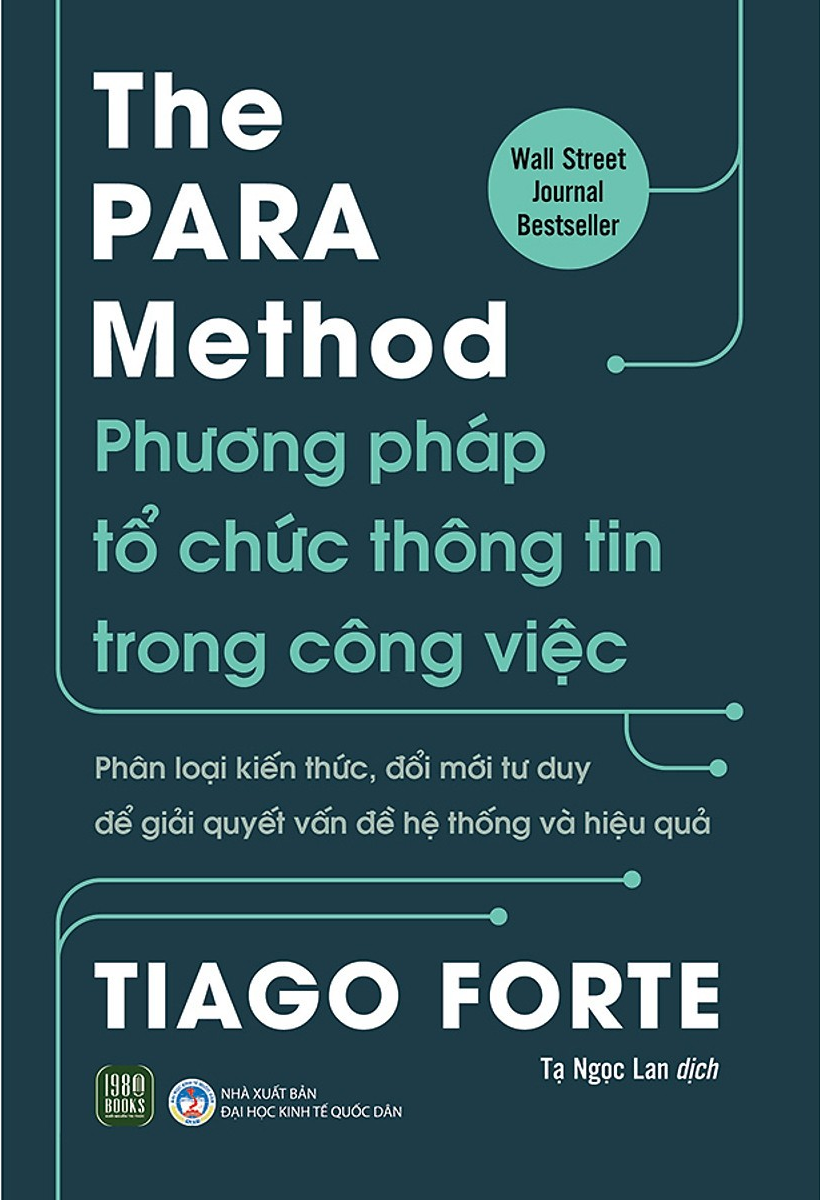 The
PARA
Method
Wall Street
Journal
Bestseller
Phương pháp
tổ chức thông tin
trong công việc
Phân loại kiến thức, đổi mới tư duy
để giải quyết vấn đề hệ thống và hiệu quả
TIAGO FORTE
Tạ Ngọc Lan dịch
1980
BOOKS
NHÀ XUẤT BẢN
ĐẠI HỌC KINH TẾ QUỐC DÂN